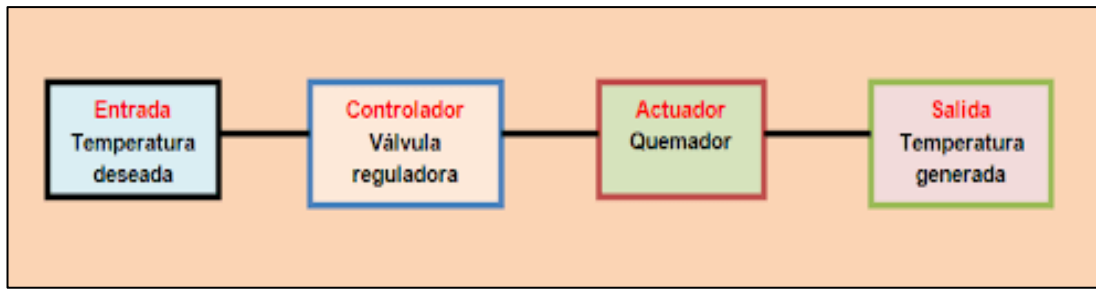 Entrada
Temperatura
deseada
Controlador
Válvula
reguladora
Actuador
Quemador
Salida
Temperatura
generada